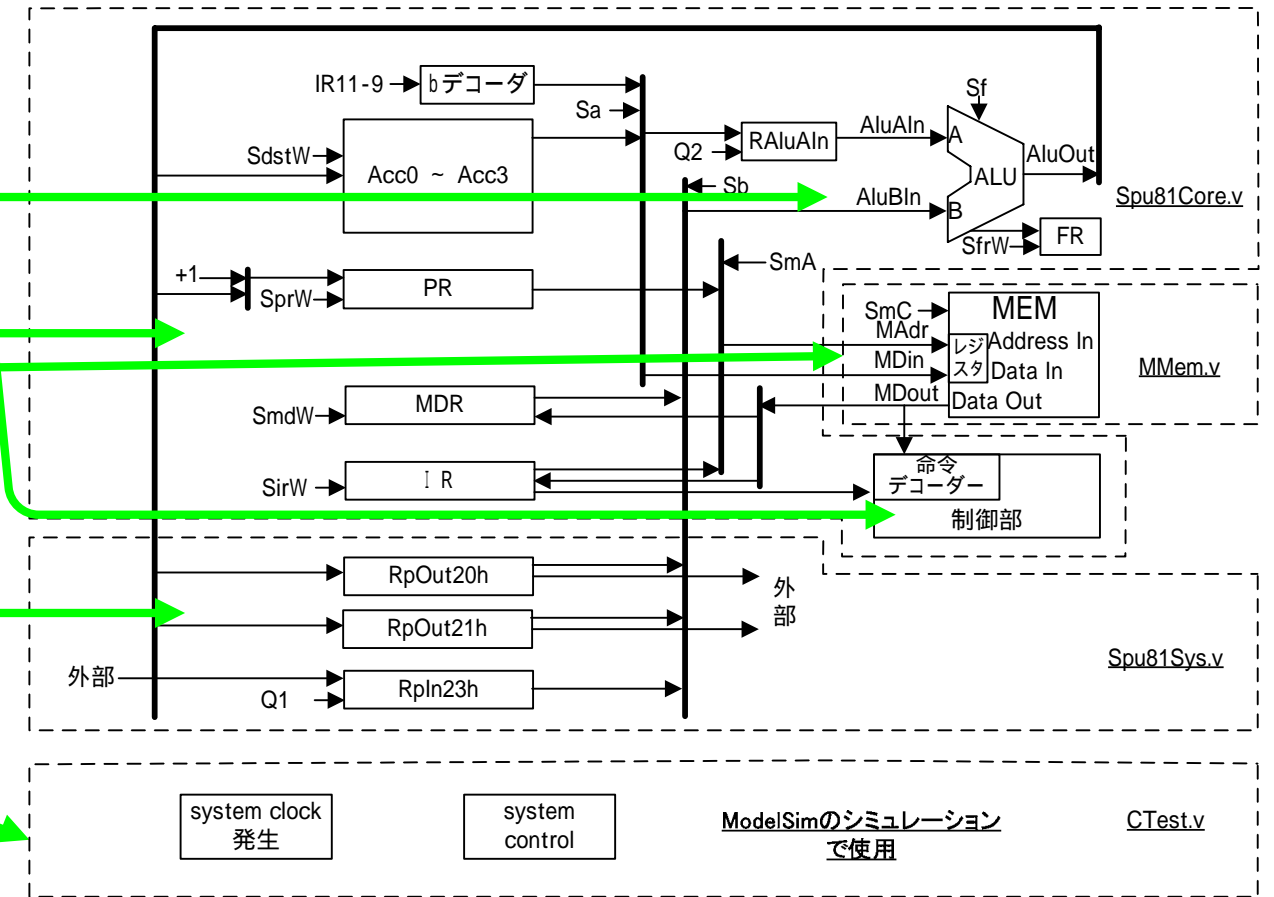 IR11-9
bデコーダ
Sa
Sf
SdstW
Acc0 ~ Acc3
Q2
RAluAIn
AluAIn
A
ALU
AluOut
Sb
AluBIn
B
Spu81Core.v
SfrW
FR
+1
SprW
PR
SmA
SmC
MEM
MAdr
Address In
レジ
スタ
MDin
Data In
MMem.v
MDout
Data Out
SmdW
MDR
SirW
I R
命令
デコーダー
制御部
RpOut20h
外
部
RpOut21h
外部
Q1
RpIn23h
Spu81Sys.v
system clock
発生
system
control
ModelSimのシミュレーション
で使用
CTest.v